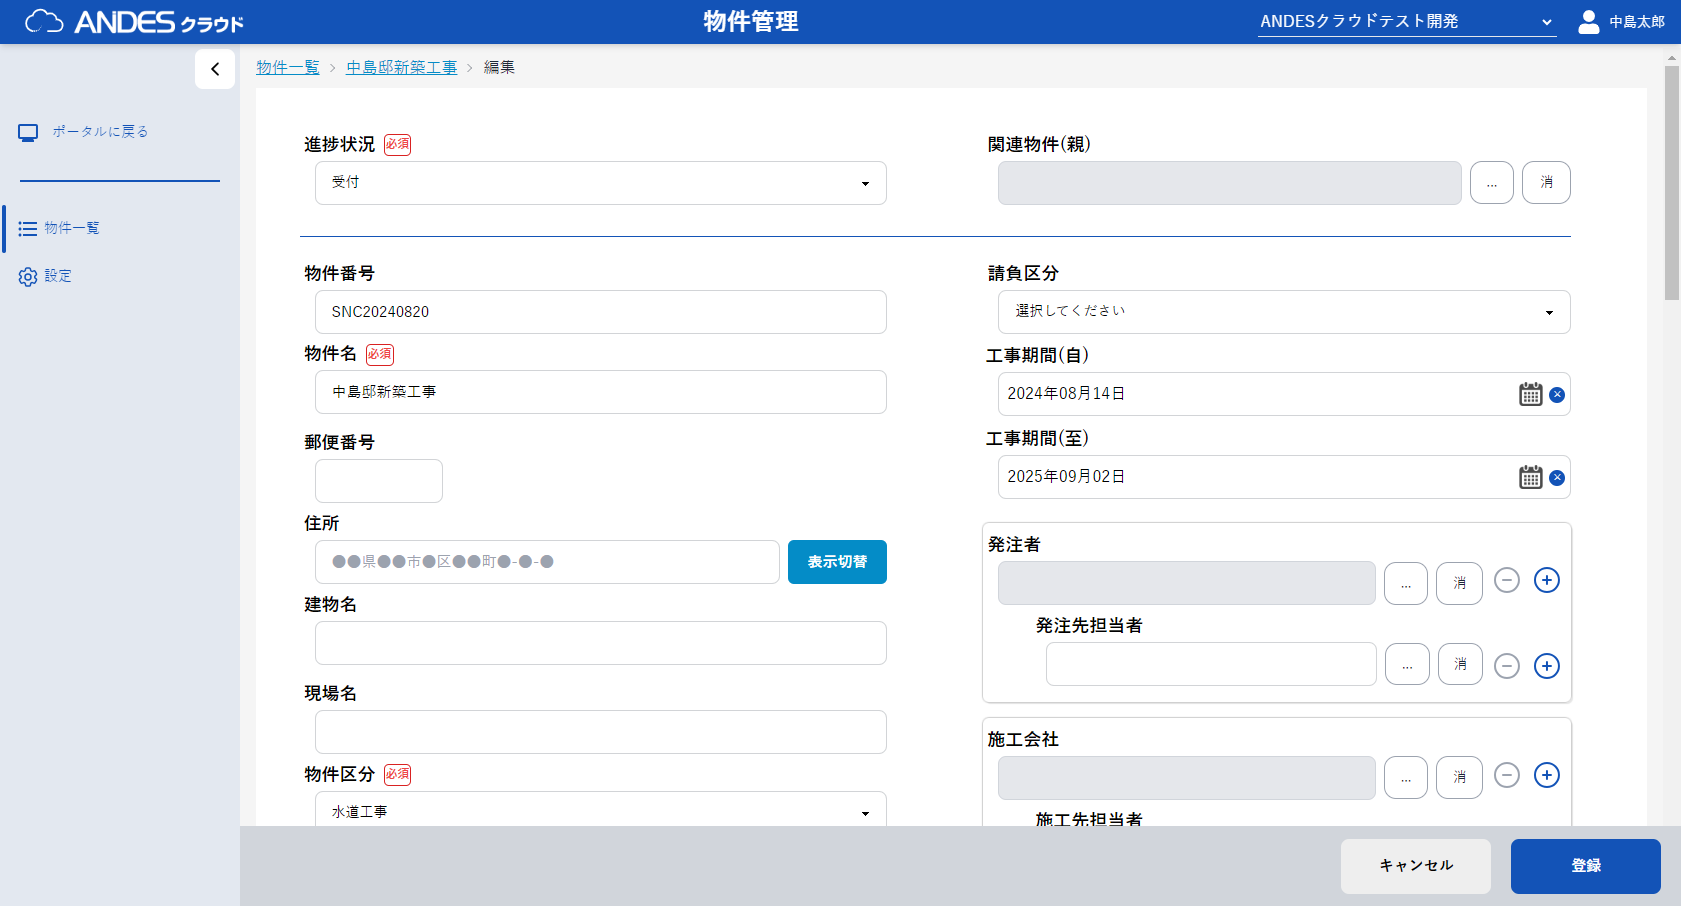 ANDES クラウド
物件管理
ANDESクラウドテスト開発
中島太郎
ポータルに戻る
物件一覧
設定
物件一覧 > 中島邸新築工事 > 編集
進捗状況 必須
受付
関連物件(親)
...
消
物件番号
SNC20240820
請負区分
選択してください
物件名 必須
中島邸新築工事
工事期間(自)
2024年08月14日
郵便番号
工事期間(至)
2025年09月02日
住所
●●県●●市●区●●町●-●-●
表示切替
発注者
...
消
建物名
発注先担当者
...
消
現場名
施工会社
...
消
物件区分 必須
水道工事
施工先担当者
キャンセル
登録